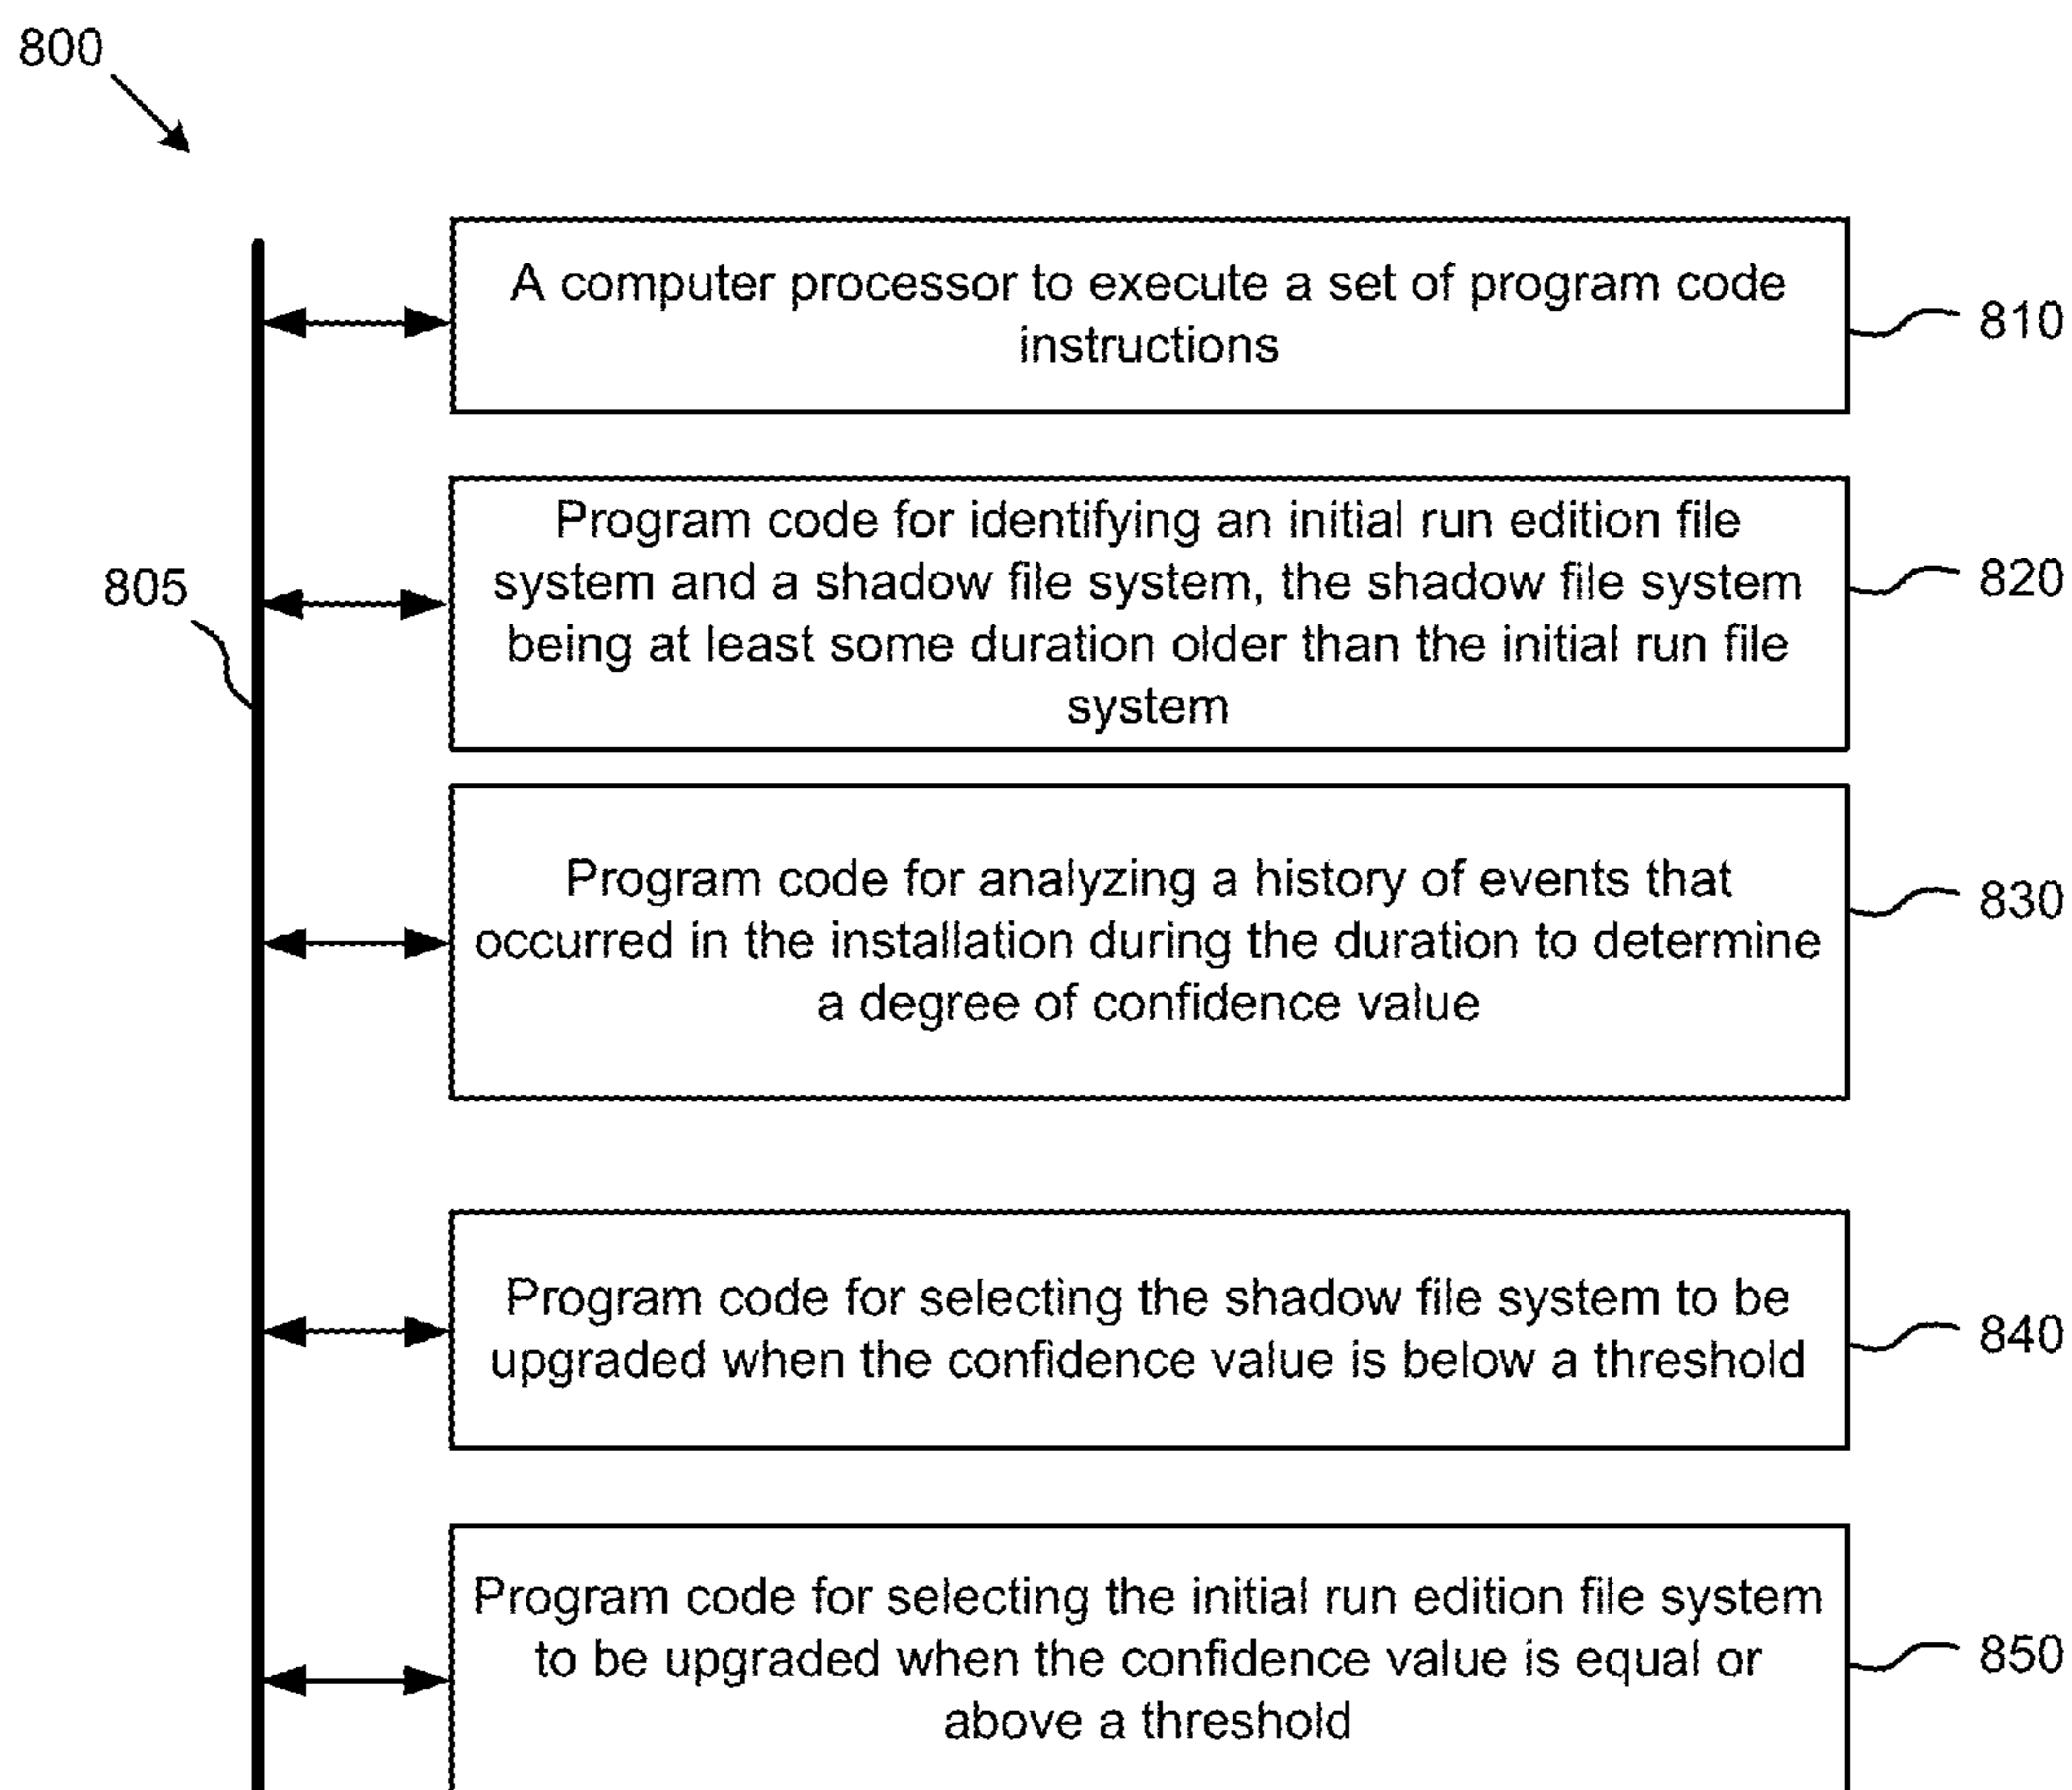 800
A computer processor to execute a set of program code
instructions
810
Program code for identifying an initial run edition file
system and a shadow file system, the shadow file system
being at least some duration older than the initial run file
system
820
805
Program code for analyzing a history of events that
occurred in the installation during the duration to determine
a degree of confidence value
830
Program code for selecting the shadow file system to be
upgraded when the confidence value is below a threshold
840
Program code for selecting the initial run edition file system
to be upgraded when the confidence value is equal or
above a threshold
850